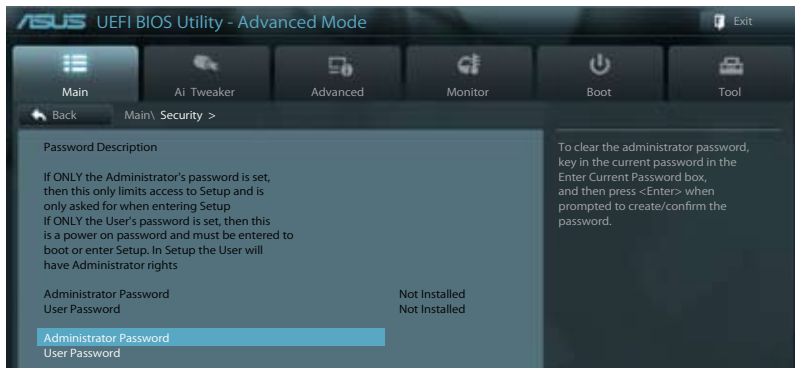 ASUS UEFI BIOS Utility - Advanced Mode
Exit
Main
Ai Tweaker
Advanced
Monitor
Boot
Tool
Back
Main\ Security >
Password Description
If ONLY the Administrator's password is set,
then this only limits access to Setup and is
only asked for when entering Setup
If ONLY the User's password is set, then this
is a power on password and must be entered to
boot or enter Setup. In Setup the User will
have Administrator rights
Administrator Password Not Installed
User Password Not Installed
Administrator Password
User Password
To clear the administrator password,
key in the current password in the
Enter Current Password box,
and then press <Enter> when
prompted to create/confirm the
password.